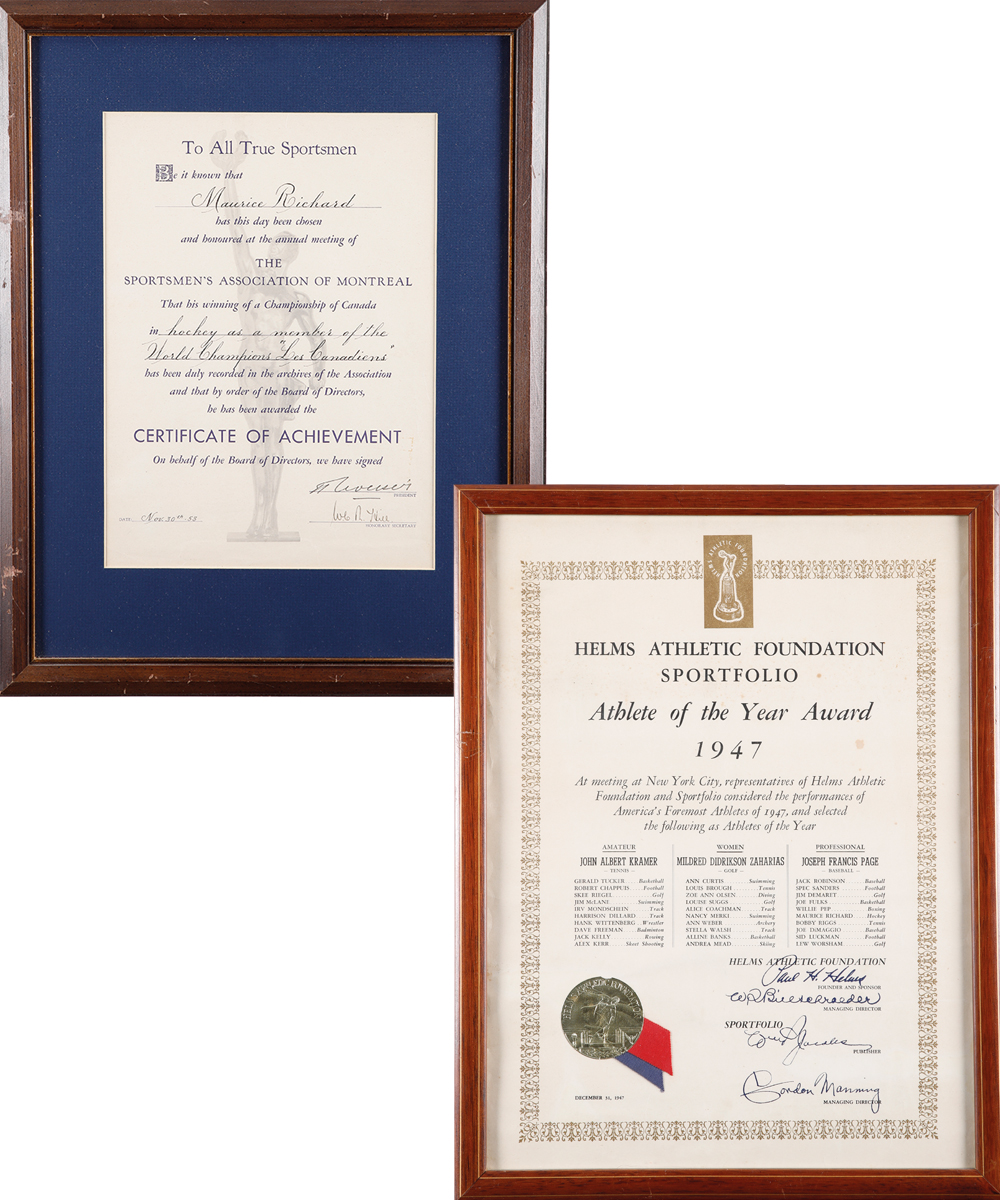 To All True Sportsmen
Be it known that
Maurice Richard
has this day been chosen
and honoured at the annual meeting of
THE
SPORTSMEN'S ASSOCIATION OF MONTREAL
That his winning of a Championship of Canada
in hockey as a member of the
World Champions "Les Canadiens"
has been duly recorded in the archives of the Association
and that by order of the Board of Directors,
he has been awarded the
CERTIFICATE OF ACHIEVEMENT
On behalf of the Board of Directors, we have signed
PRESIDENT
DATE: Nov. 30th - 53
HONORARY SECRETARY
HELMS ATHLETIC FOUNDATION
HELMS ATHLETIC FOUNDATION
SPORTFOLIO
Athlete of the Year Award
1947
At meeting at New York City, representatives of Helms Athletic
Foundation and Sportfolio considered the performances of
America's Foremost Athletes of 1947, and selected
the following as Athletes of the Year
AMATEUR
JOHN ALBERT KRAMER
— TENNIS —
GERALD TUCKER Basketball
ROBERT CHAPPUIS Football
SKEE RIEGEL Golf
JIM McLANE Swimming
IRV MONDSCHEIN Track
HARRISON DILLARD Track
HANK WITTENBERG Wrestler
DAVE FREEMAN Badminton
JACK KELLY Rowing
ALEX KERR Skeet Shooting
WOMEN
MILDRED DIDRIKSON ZAHARIAS
— GOLF —
ANN CURTIS Swimming
LOUIS BROUGH Tennis
ZOE ANN OLSEN Diving
LOUISE SUGGS Golf
ALICE COACHMAN Track
NANCY MERKI Swimming
ANN WEBER Archery
STELLA WALSH Track
ALLINE BANKS Basketball
ANDREA MEAD Skiing
PROFESSIONAL
JOSEPH FRANCIS PAGE
— BASEBALL —
JACK ROBINSON Baseball
SPEC SANDERS Football
JIM DEMARET Golf
JOE FULKS Basketball
WILLIE PEP Boxing
MAURICE RICHARD Hockey
BOBBY RIGGS Tennis
JOE DiMAGGIO Baseball
SID LUCKMAN Football
LEW WORSHAM Golf
HELMS ATHLETIC FOUNDATION
Paul H. Helms
FOUNDER AND SPONSOR
MANAGING DIRECTOR
SPORTFOLIO
PUBLISHER
Gordon Manning
MANAGING DIRECTOR
HELMS ATHLETIC FOUNDATION
DECEMBER 31, 1947